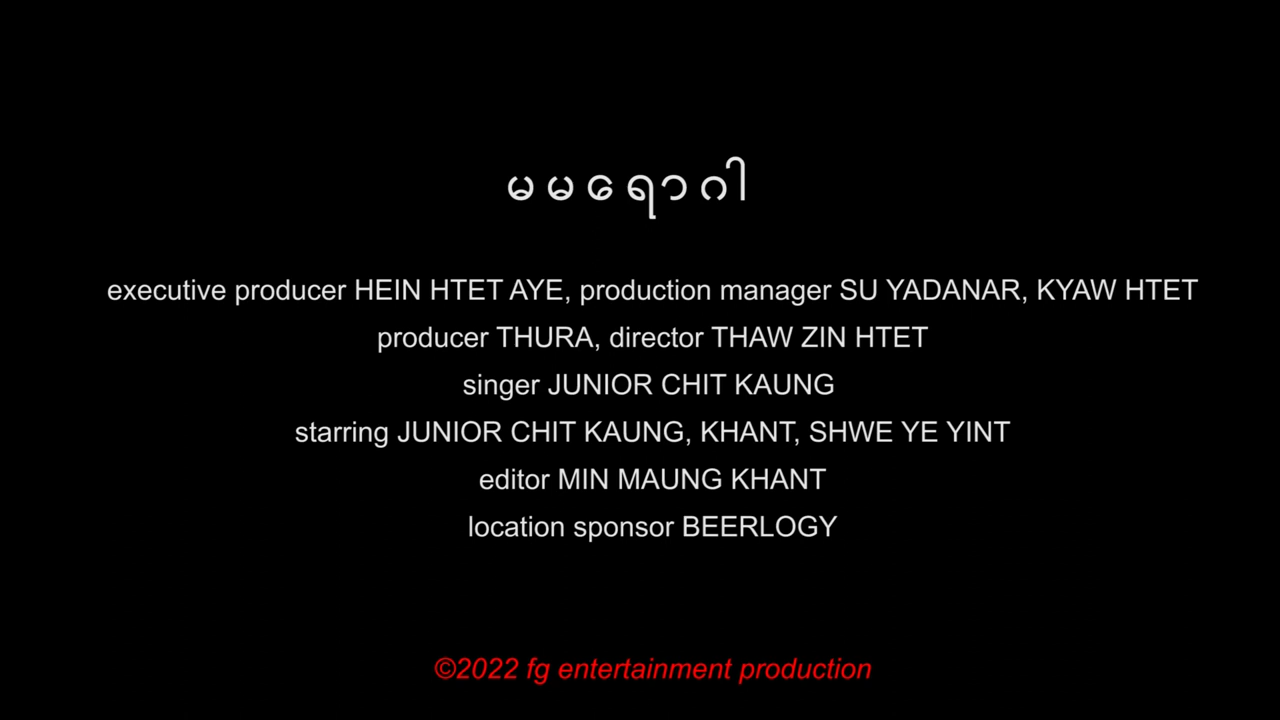 မမရောဂါ
executive producer HEIN HTET AYE, production manager SU YADANAR, KYAW HTET
producer THURA, director THAW ZIN HTET
singer JUNIOR CHIT KAUNG
starring JUNIOR CHIT KAUNG, KHANT, SHWE YE YINT
editor MIN MAUNG KHANT
location sponsor BEERLOGY
©2022 fg entertainment production